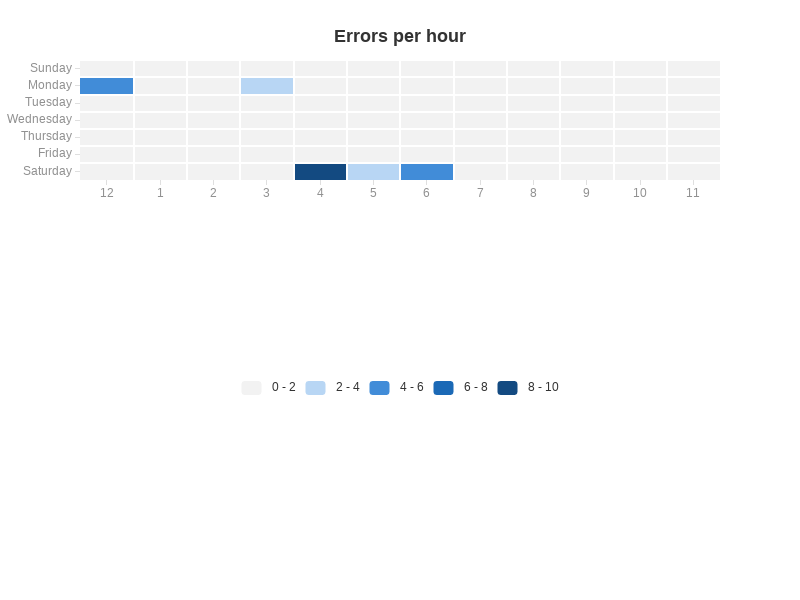 Errors per hour
Sunday
Monday
Tuesday
Wednesday
Thursday
Friday
Saturday
12 1 2 3 4 5 6 7 8 9 10 11
0 - 2 2 - 4 4 - 6 6 - 8 8 - 10